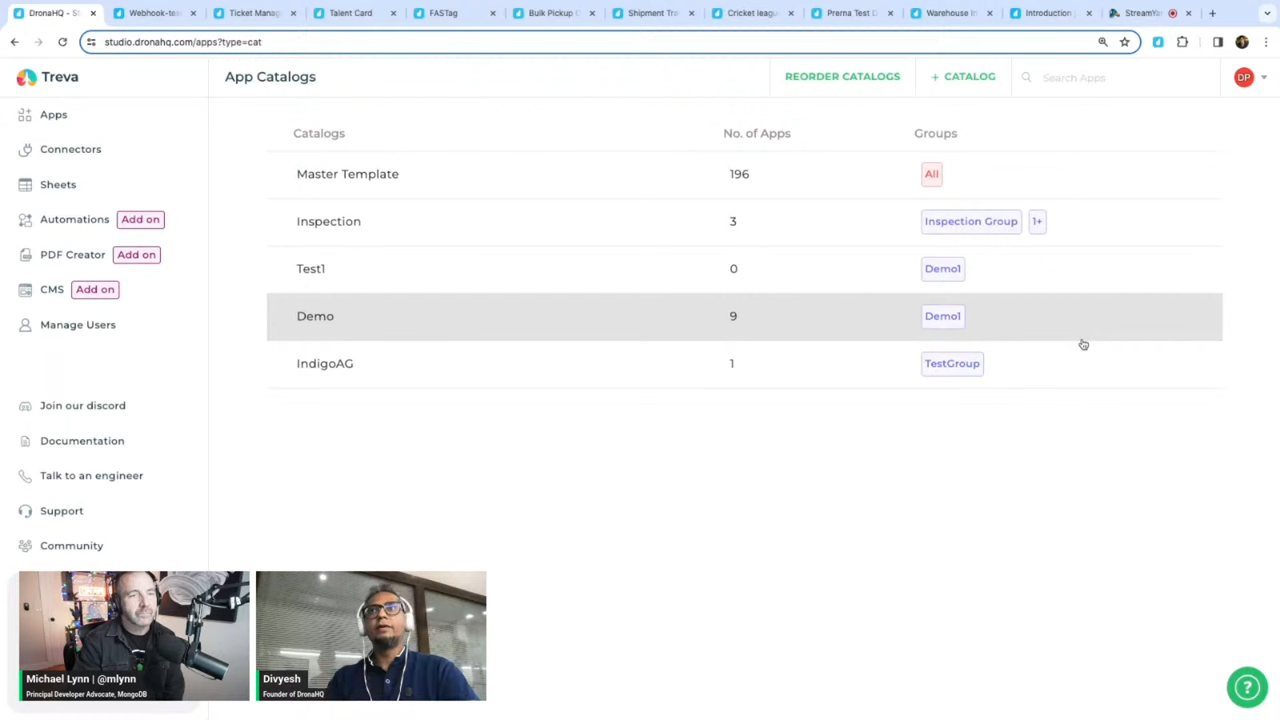 DronaHQ - St
Webhook-tes
Ticket Manag
Talent Card
FASTag
Bulk Pickup
Shipment Tra
Cricket leagu
Prerna Test D
Warehouse In
Introduction
StreamYa
studio.dronahq.com/apps?type=cat
Treva
App Catalogs
REORDER CATALOGS
+ CATALOG
Search Apps
DP
Apps
Connectors
Sheets
Automations Add on
PDF Creator Add on
CMS Add on
Manage Users
Join our discord
Documentation
Talk to an engineer
Support
Community
Catalogs No. of Apps Groups
Master Template 196 All
Inspection 3 Inspection Group 1+
Test1 0 Demo1
Demo 9 Demo1
IndigoAG 1 TestGroup
Michael Lynn | @mlynn
Principal Developer Advocate, MongoDB
Divyesh
Founder of DronaHQ
?